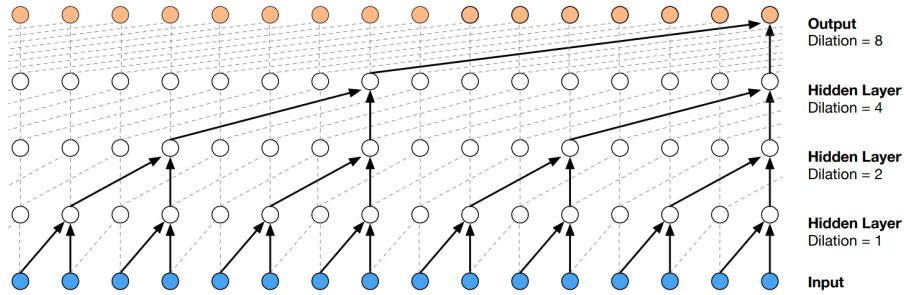 Output
Dilation = 8
Hidden Layer
Dilation = 4
Hidden Layer
Dilation = 2
Hidden Layer
Dilation = 1
Input